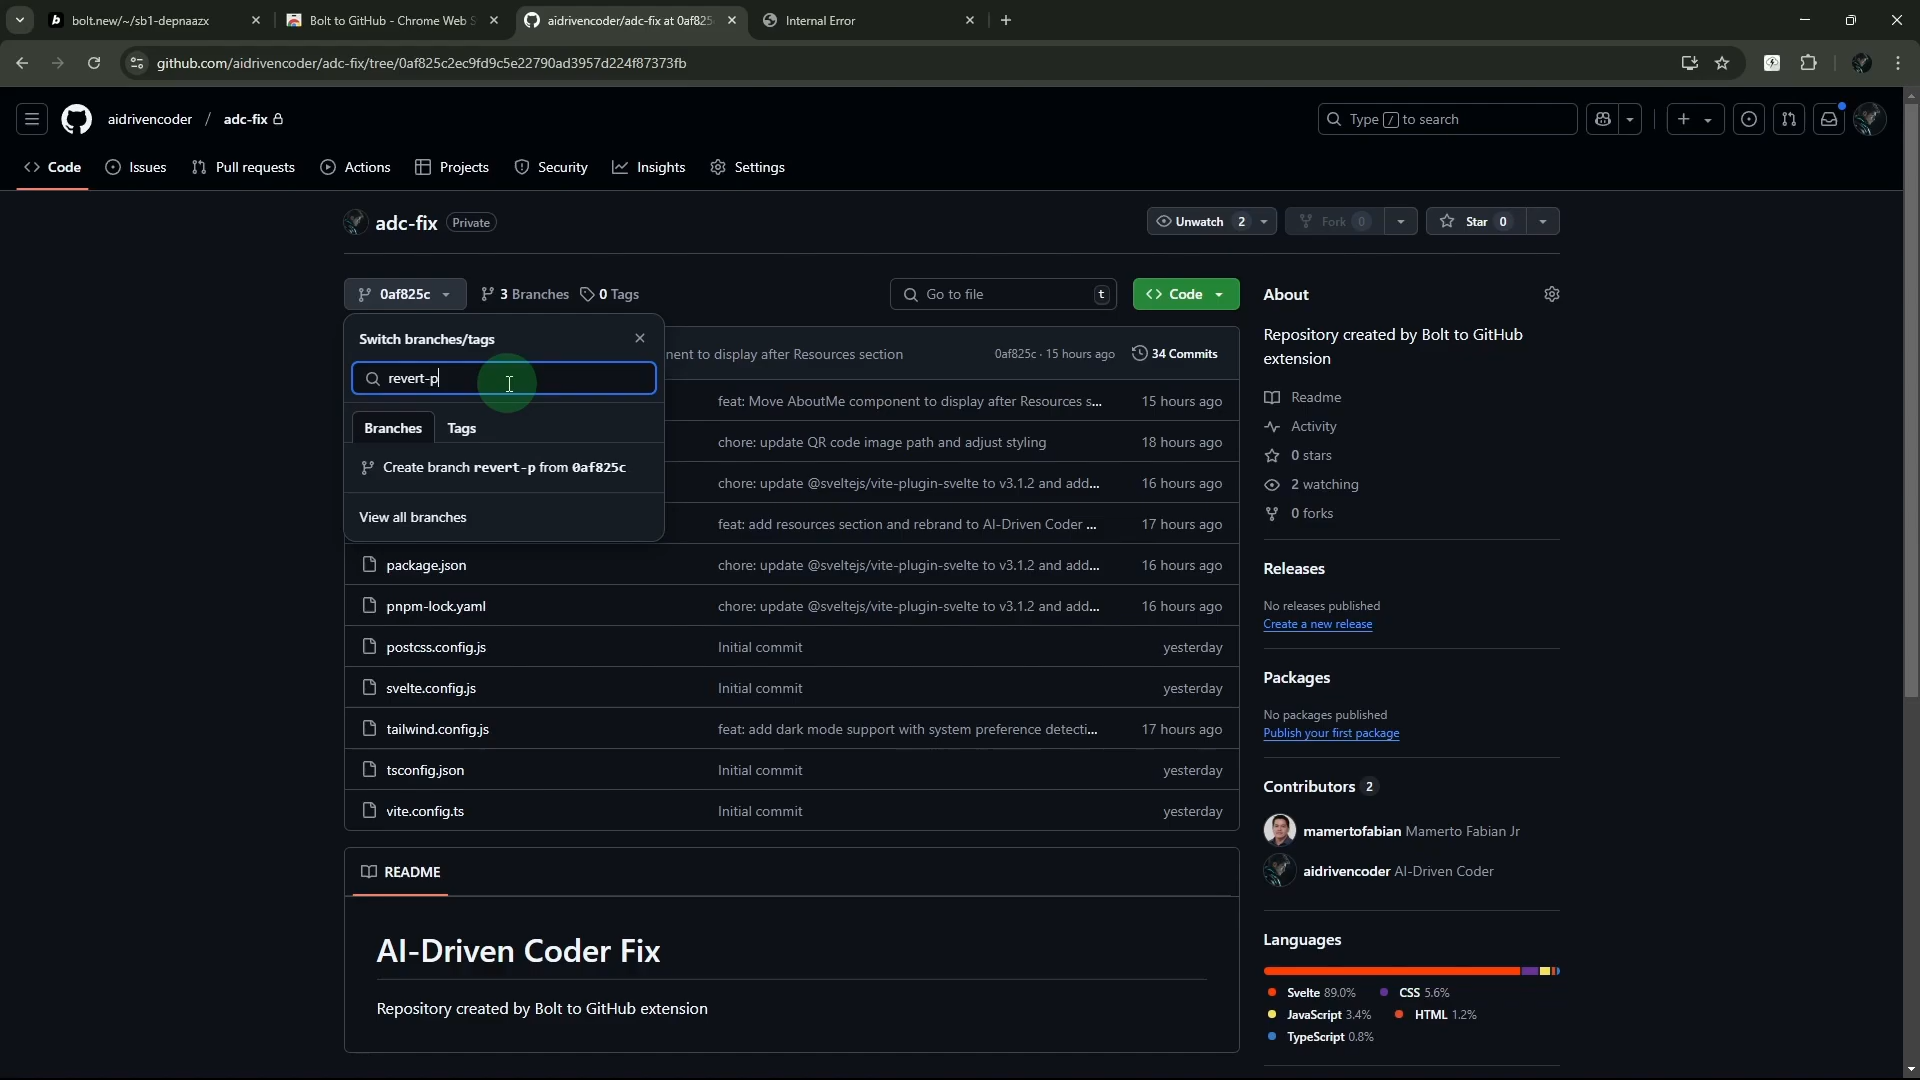 bolt.new/~/sb1-depnaazx
Bolt to GitHub - Chrome Web S
aidrivencoder/adc-fix at 0af825
Internal Error
github.com/aidrivencoder/adc-fix/tree/0af825c2ec9fd9c5e22790ad3957d224f87373fb
aidrivencoder / adc-fix
Type / to search
Code
Issues
Pull requests
Actions
Projects
Security
Insights
Settings
adc-fix Private
Unwatch 2
Fork 0
Star 0
0af825c
3 Branches
0 Tags
Go to file t
Code
Switch branches/tags
revert-p
Branches
Tags
Create branch revert-p from 0af825c
View all branches
nent to display after Resources section
0af825c · 15 hours ago
34 Commits
feat: Move AboutMe component to display after Resources s... 15 hours ago
chore: update QR code image path and adjust styling 18 hours ago
chore: update @sveltejs/vite-plugin-svelte to v3.1.2 and add... 16 hours ago
feat: add resources section and rebrand to AI-Driven Coder ... 17 hours ago
package.json chore: update @sveltejs/vite-plugin-svelte to v3.1.2 and add... 16 hours ago
pnpm-lock.yaml chore: update @sveltejs/vite-plugin-svelte to v3.1.2 and add... 16 hours ago
postcss.config.js Initial commit yesterday
svelte.config.js Initial commit yesterday
tailwind.config.js feat: add dark mode support with system preference detecti... 17 hours ago
tsconfig.json Initial commit yesterday
vite.config.ts Initial commit yesterday
README
AI-Driven Coder Fix
Repository created by Bolt to GitHub extension
About
Repository created by Bolt to GitHub
extension
Readme
Activity
0 stars
2 watching
0 forks
Releases
No releases published
Create a new release
Packages
No packages published
Publish your first package
Contributors 2
mamertofabian Mamerto Fabian Jr
aidrivencoder AI-Driven Coder
Languages
Svelte 89.0% CSS 5.6%
JavaScript 3.4% HTML 1.2%
TypeScript 0.8%